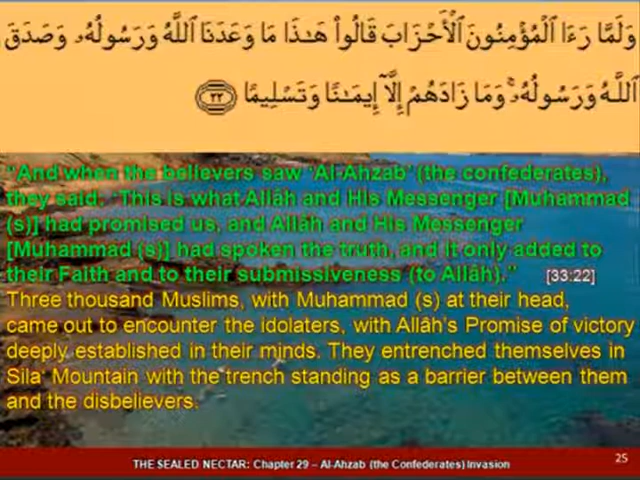 وَلَمَّا رَءَا ٱلْمُؤْمِنُونَ ٱلْأَحْزَابَ قَالُوا۟ هَـٰذَا مَا وَعَدَنَا ٱللَّهُ وَرَسُولُهُۥ وَصَدَقَ
ٱللَّهُ وَرَسُولُهُۥ ۚ وَمَا زَادَهُمْ إِلَّآ إِيمَـٰنًا وَتَسْلِيمًا ﴿٢٢﴾
"And when the believers saw "Al-Ahzab" (the confederates),
they said: "This is what Allâh and His Messenger [Muhammad
(s)] had promised us, and Allâh and His Messenger
[Muhammad (s)] had spoken the truth, and it only added to
their Faith and to their submissiveness (to Allâh)." [33:22]
Three thousand Muslims, with Muhammad (s) at their head,
came out to encounter the idolaters, with Allâh's Promise of victory
deeply established in their minds. They entrenched themselves in
Sila' Mountain with the trench standing as a barrier between them
and the disbelievers.
THE SEALED NECTAR: Chapter 29 – Al-Ahzab (the Confederates) Invasion
25